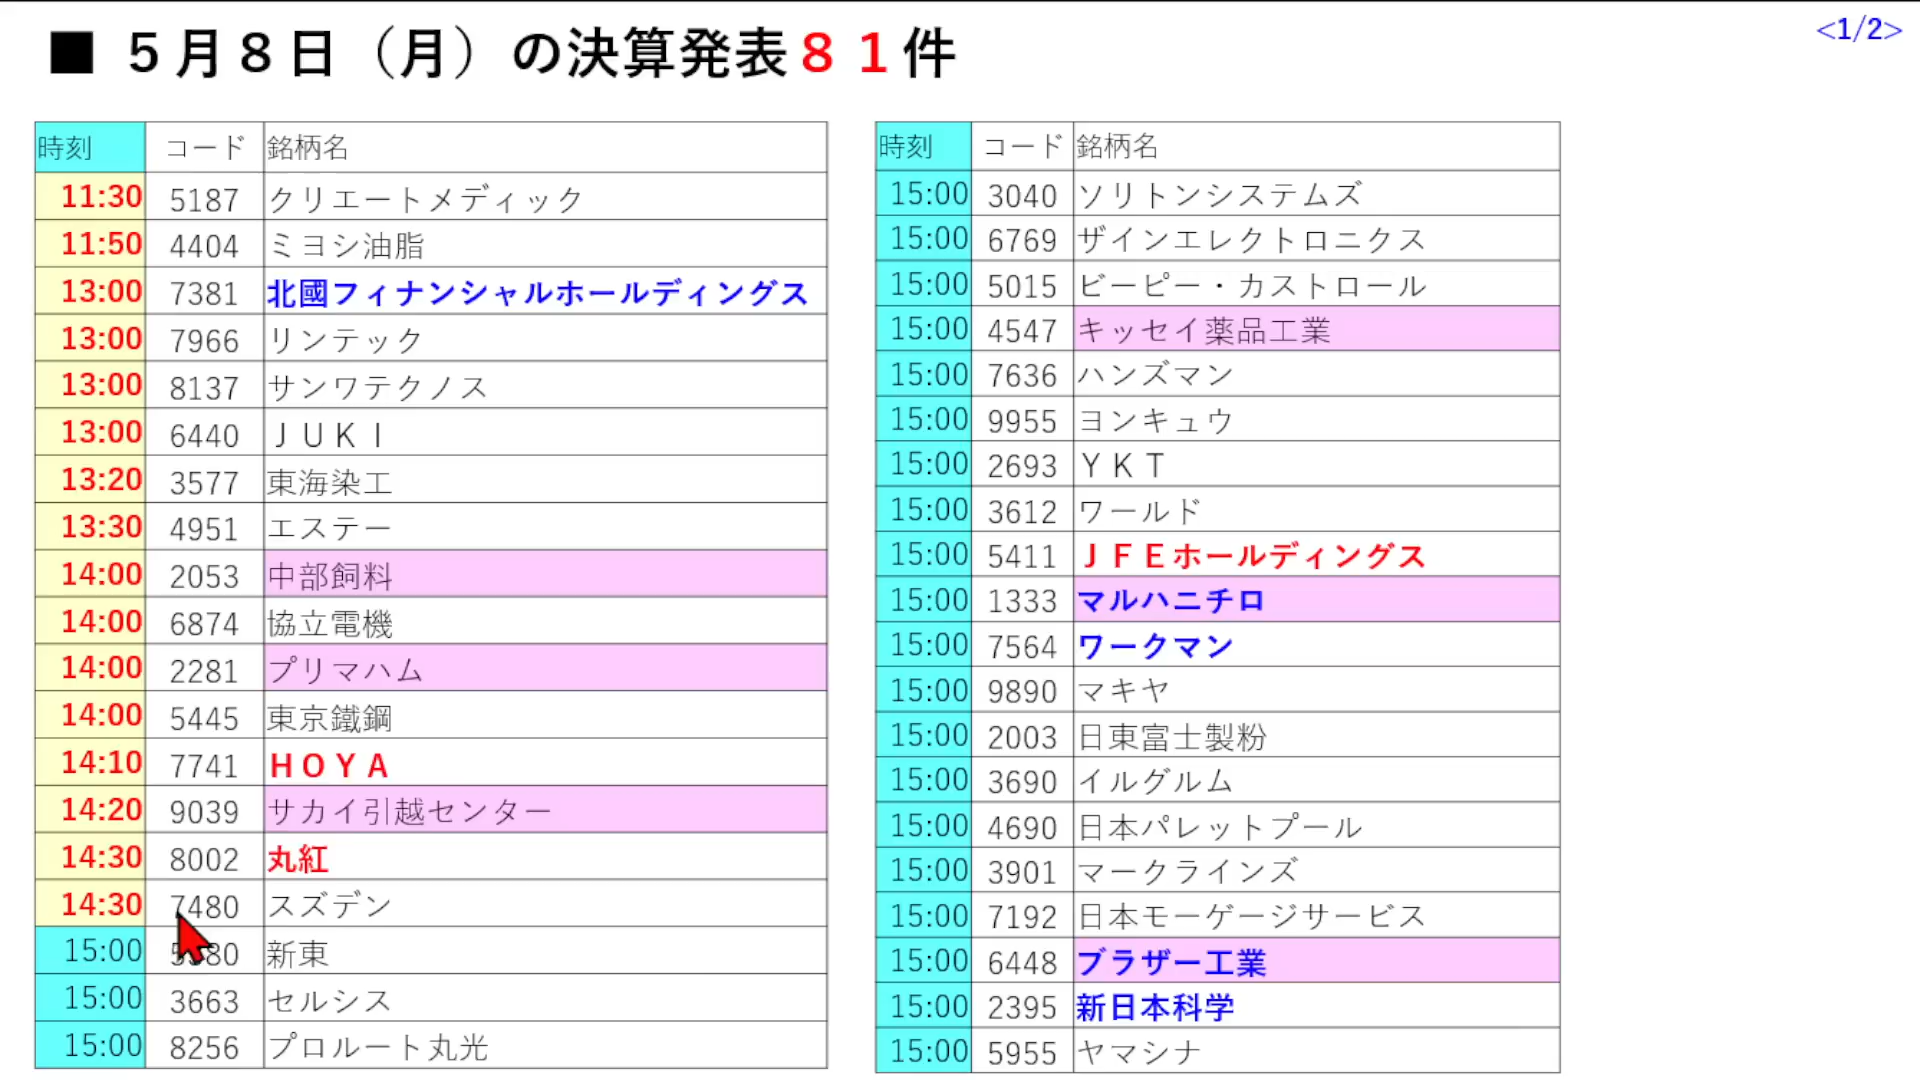 <1/2>
■ ５月８日（月）の決算発表８１件
時刻 コード 銘柄名
11:30 5187 クリエートメディック
11:50 4404 ミヨシ油脂
13:00 7381 北國フィナンシャルホールディングス
13:00 7966 リンテック
13:00 8137 サンワテクノス
13:00 6440 ＪＵＫＩ
13:20 3577 東海染工
13:30 4951 エステー
14:00 2053 中部飼料
14:00 6874 協立電機
14:00 2281 プリマハム
14:00 5445 東京鐵鋼
14:10 7741 ＨＯＹＡ
14:20 9039 サカイ引越センター
14:30 8002 丸紅
14:30 7480 スズデン
15:00 新東
15:00 3663 セルシス
15:00 8256 プロルート丸光
時刻 コード 銘柄名
15:00 3040 ソリトンシステムズ
15:00 6769 ザインエレクトロニクス
15:00 5015 ビーピー・カストロール
15:00 4547 キッセイ薬品工業
15:00 7636 ハンズマン
15:00 9955 ヨンキュウ
15:00 2693 ＹＫＴ
15:00 3612 ワールド
15:00 5411 ＪＦＥホールディングス
15:00 1333 マルハニチロ
15:00 7564 ワークマン
15:00 9890 マキヤ
15:00 2003 日東富士製粉
15:00 3690 イルグルム
15:00 4690 日本パレットプール
15:00 3901 マークラインズ
15:00 7192 日本モーゲージサービス
15:00 6448 ブラザー工業
15:00 2395 新日本科学
15:00 5955 ヤマシナ